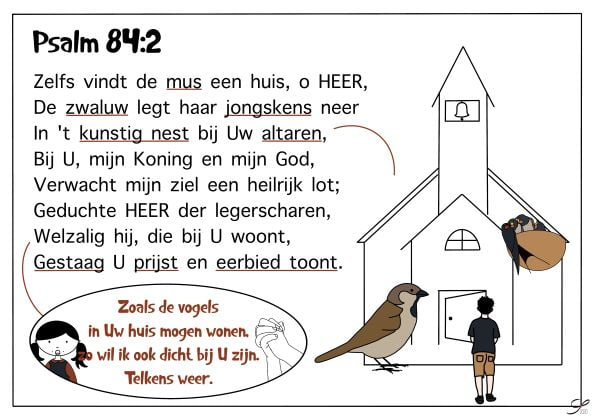 Psalm 84:2
Zelfs vindt de mus een huis, o HEER,
De zwaluw legt haar jongskens neer
In 't kunstig nest bij Uw altaren,
Bij U, mijn Koning en mijn God,
Verwacht mijn ziel een heilrijk lot;
Geduchte HEER der legerscharen,
Welzalig hij, die bij U woont,
Gestaag U prijst en eerbied toont.
Zoals de vogels
in Uw huis mogen wonen.
zo wil ik ook dicht bij U zijn.
Telkens weer.